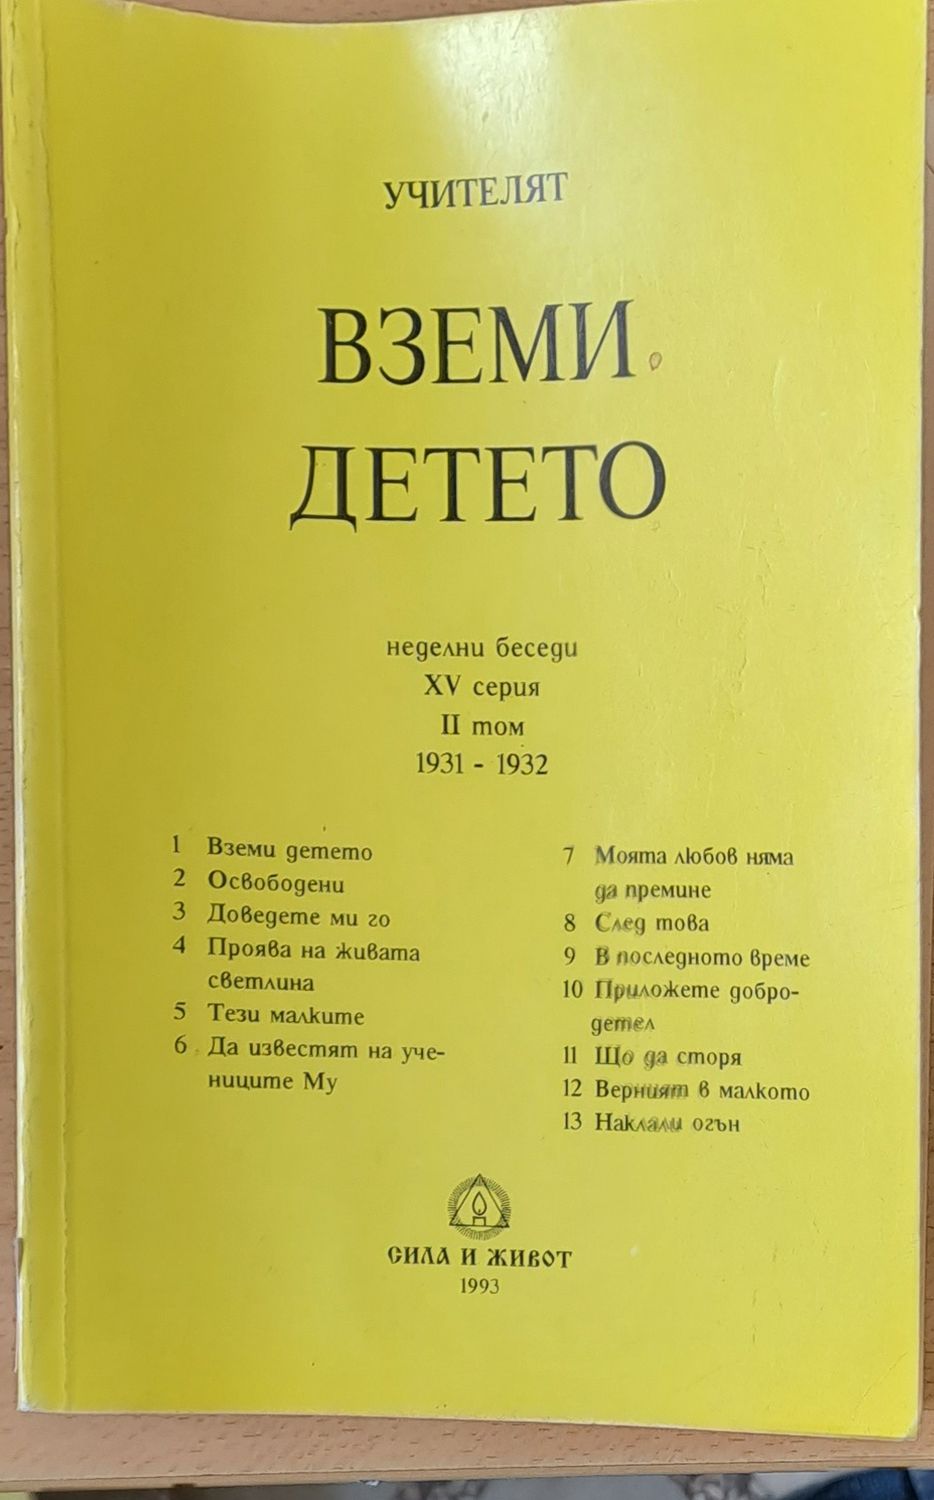 УЧИТЕЛЯТ
ВЗЕМИ
ДЕТЕТО
неделни беседи
XV серия
II том
1931 - 1932
1 Вземи детето
2 Освободени
3 Доведете ми го
4 Проява на живата
светлина
5 Тези малките
6 Да известят на уче-
ниците Му
7 Моята любов няма
да премине
8 След това
9 В последното време
10 Приложете добро-
детел
11 Що да сторя
12 Верният в малкото
13 Наклали огън
СИЛА И ЖИВОТ
1993